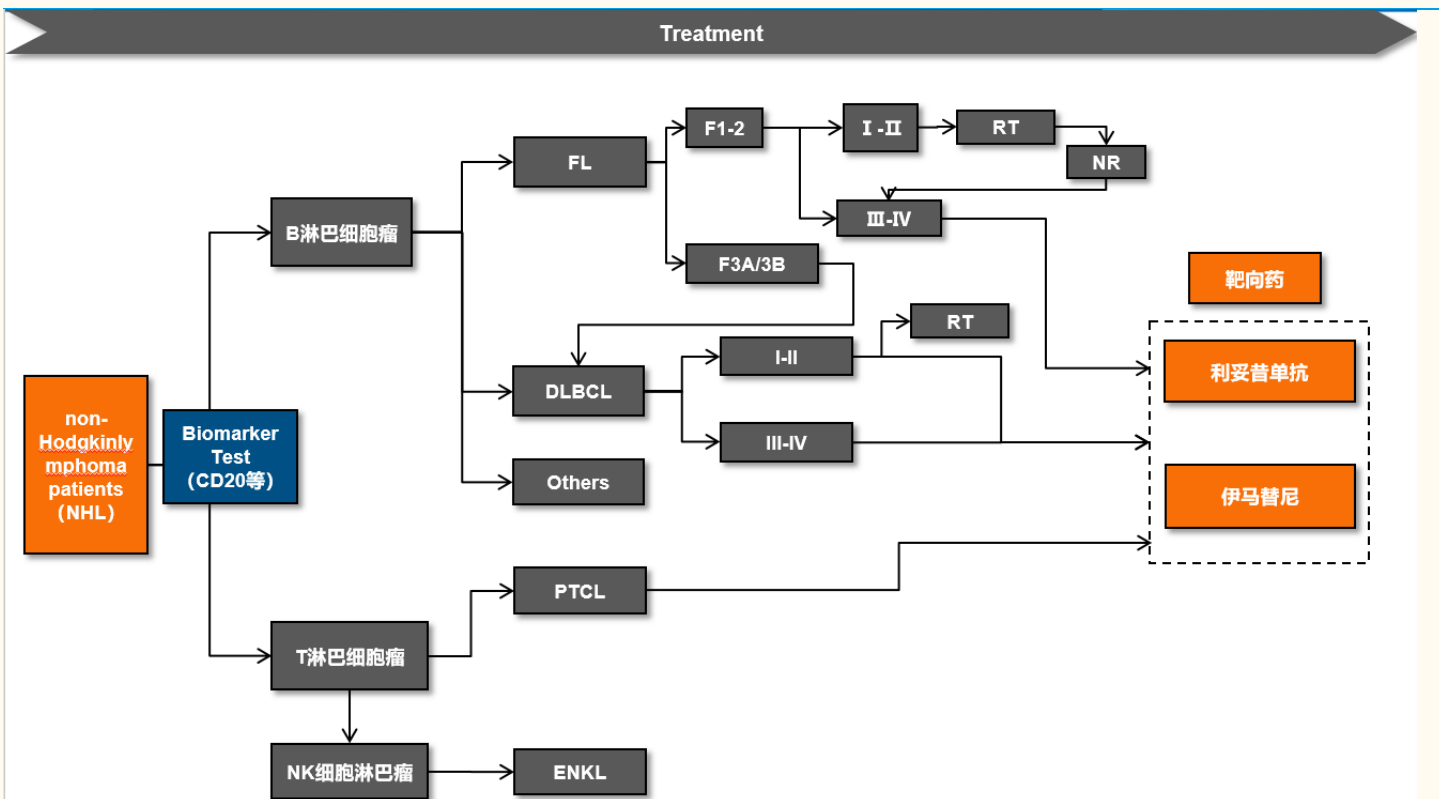 Treatment
F1-2
Ⅰ-Ⅱ
RT
FL
NR
B淋巴细胞瘤
Ⅲ-Ⅳ
F3A/3B
靶向药
RT
I-II
利妥昔单抗
DLBCL
non-
Hodgkinly
mphoma
patients
（NHL）
Biomarker
Test
（CD20等）
III-IV
Others
伊马替尼
PTCL
T淋巴细胞瘤
NK细胞淋巴瘤
ENKL